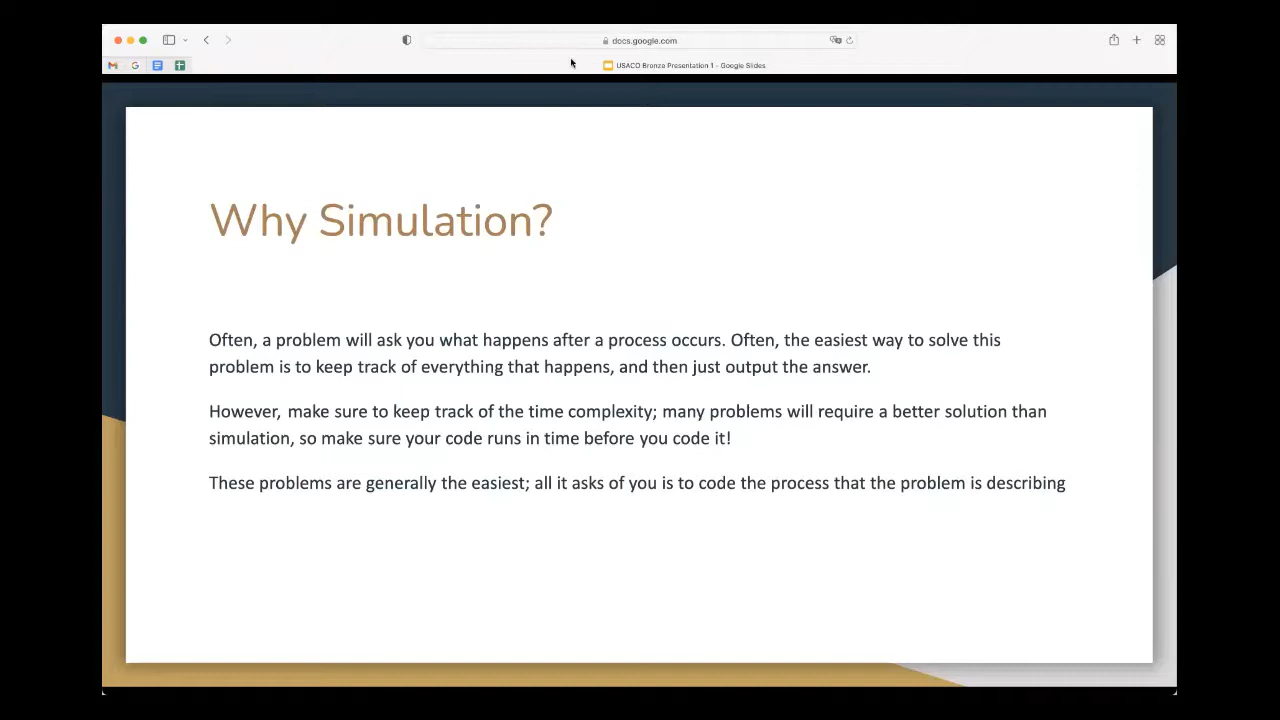 docs.google.com
USACO Bronze Presentation 1 - Google Slides
Why Simulation?
Often, a problem will ask you what happens after a process occurs. Often, the easiest way to solve this
problem is to keep track of everything that happens, and then just output the answer.
However, make sure to keep track of the time complexity; many problems will require a better solution than
simulation, so make sure your code runs in time before you code it!
These problems are generally the easiest; all it asks of you is to code the process that the problem is describing